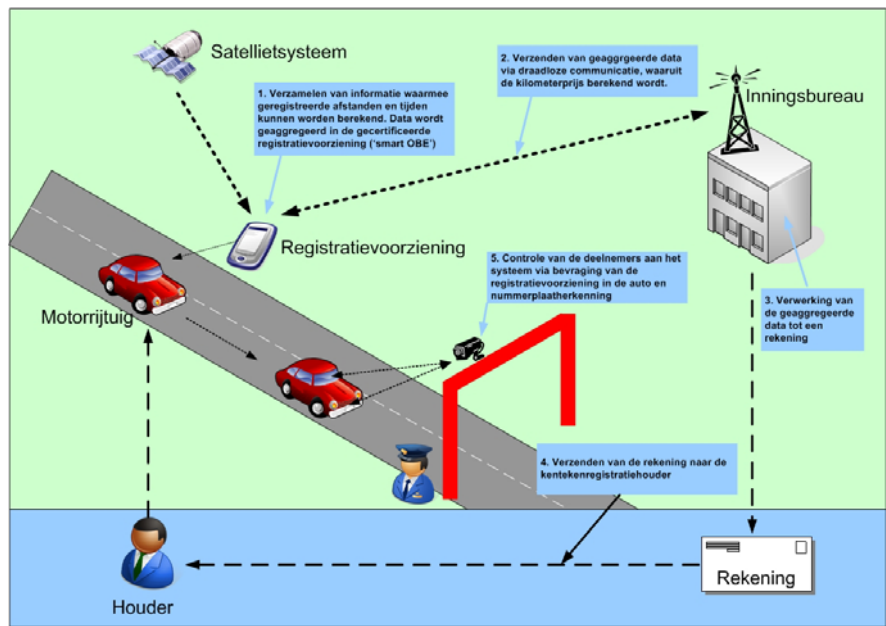 Satellietsysteem
1. Verzamelen van informatie waarmee
geregistreerde afstanden en tijden
kunnen worden berekend. Data wordt
geaggregeerd in de gecertificeerde
registratievoorziening ('smart OBE')
2. Verzenden van geaggrgeerde data
via draadloze communicatie, waaruit
de kilometerprijs berekend wordt.
Inningsbureau
Registratievoorziening
5. Controle van de deelnemers aan het
systeem via bevraging van de
registratievoorziening in de auto en
nummerplaatherkenning
3. Verwerking van
de geaggregeerde
data tot een
rekening
Motorrijtuig
4. Verzenden van de rekening naar de
kentekenregistratiehouder
Houder
Rekening